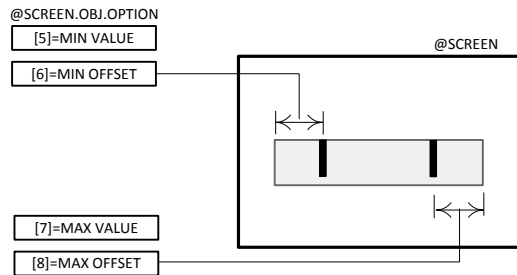 @SCREEN.OBJ.OPTION
[5]=MIN VALUE
@SCREEN
[6]=MIN OFFSET
[7]=MAX VALUE
[8]=MAX OFFSET